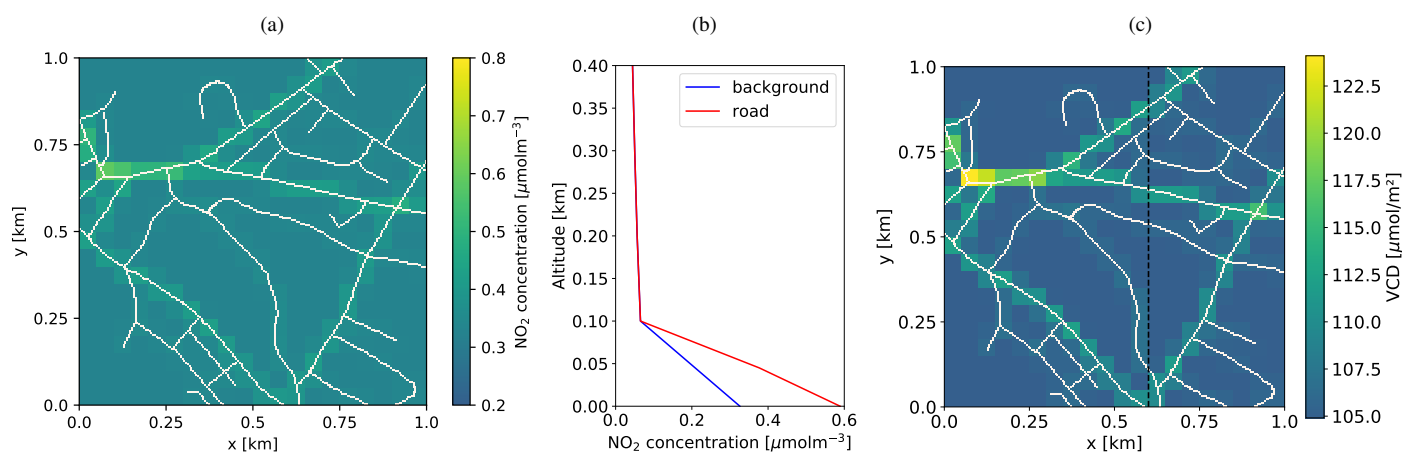 (a)
1.0
0.75
0.5
0.25
0.0
y [km]
0.0 0.25 0.5 0.75 1.0
x [km]
0.8
0.7
0.6
0.5
0.4
0.3
0.2
NO₂ concentration [μmolm⁻³]
(b)
0.40
0.35
0.30
0.25
0.20
0.15
0.10
0.05
0.00
Altitude [km]
background
road
0.0 0.2 0.4 0.6
NO₂ concentration [μmolm⁻³]
(c)
1.0
0.75
0.5
0.25
0.0
y [km]
0.0 0.25 0.5 0.75 1.0
x [km]
122.5
120.0
117.5
115.0
112.5
110.0
107.5
105.0
VCD [μmol/m²]